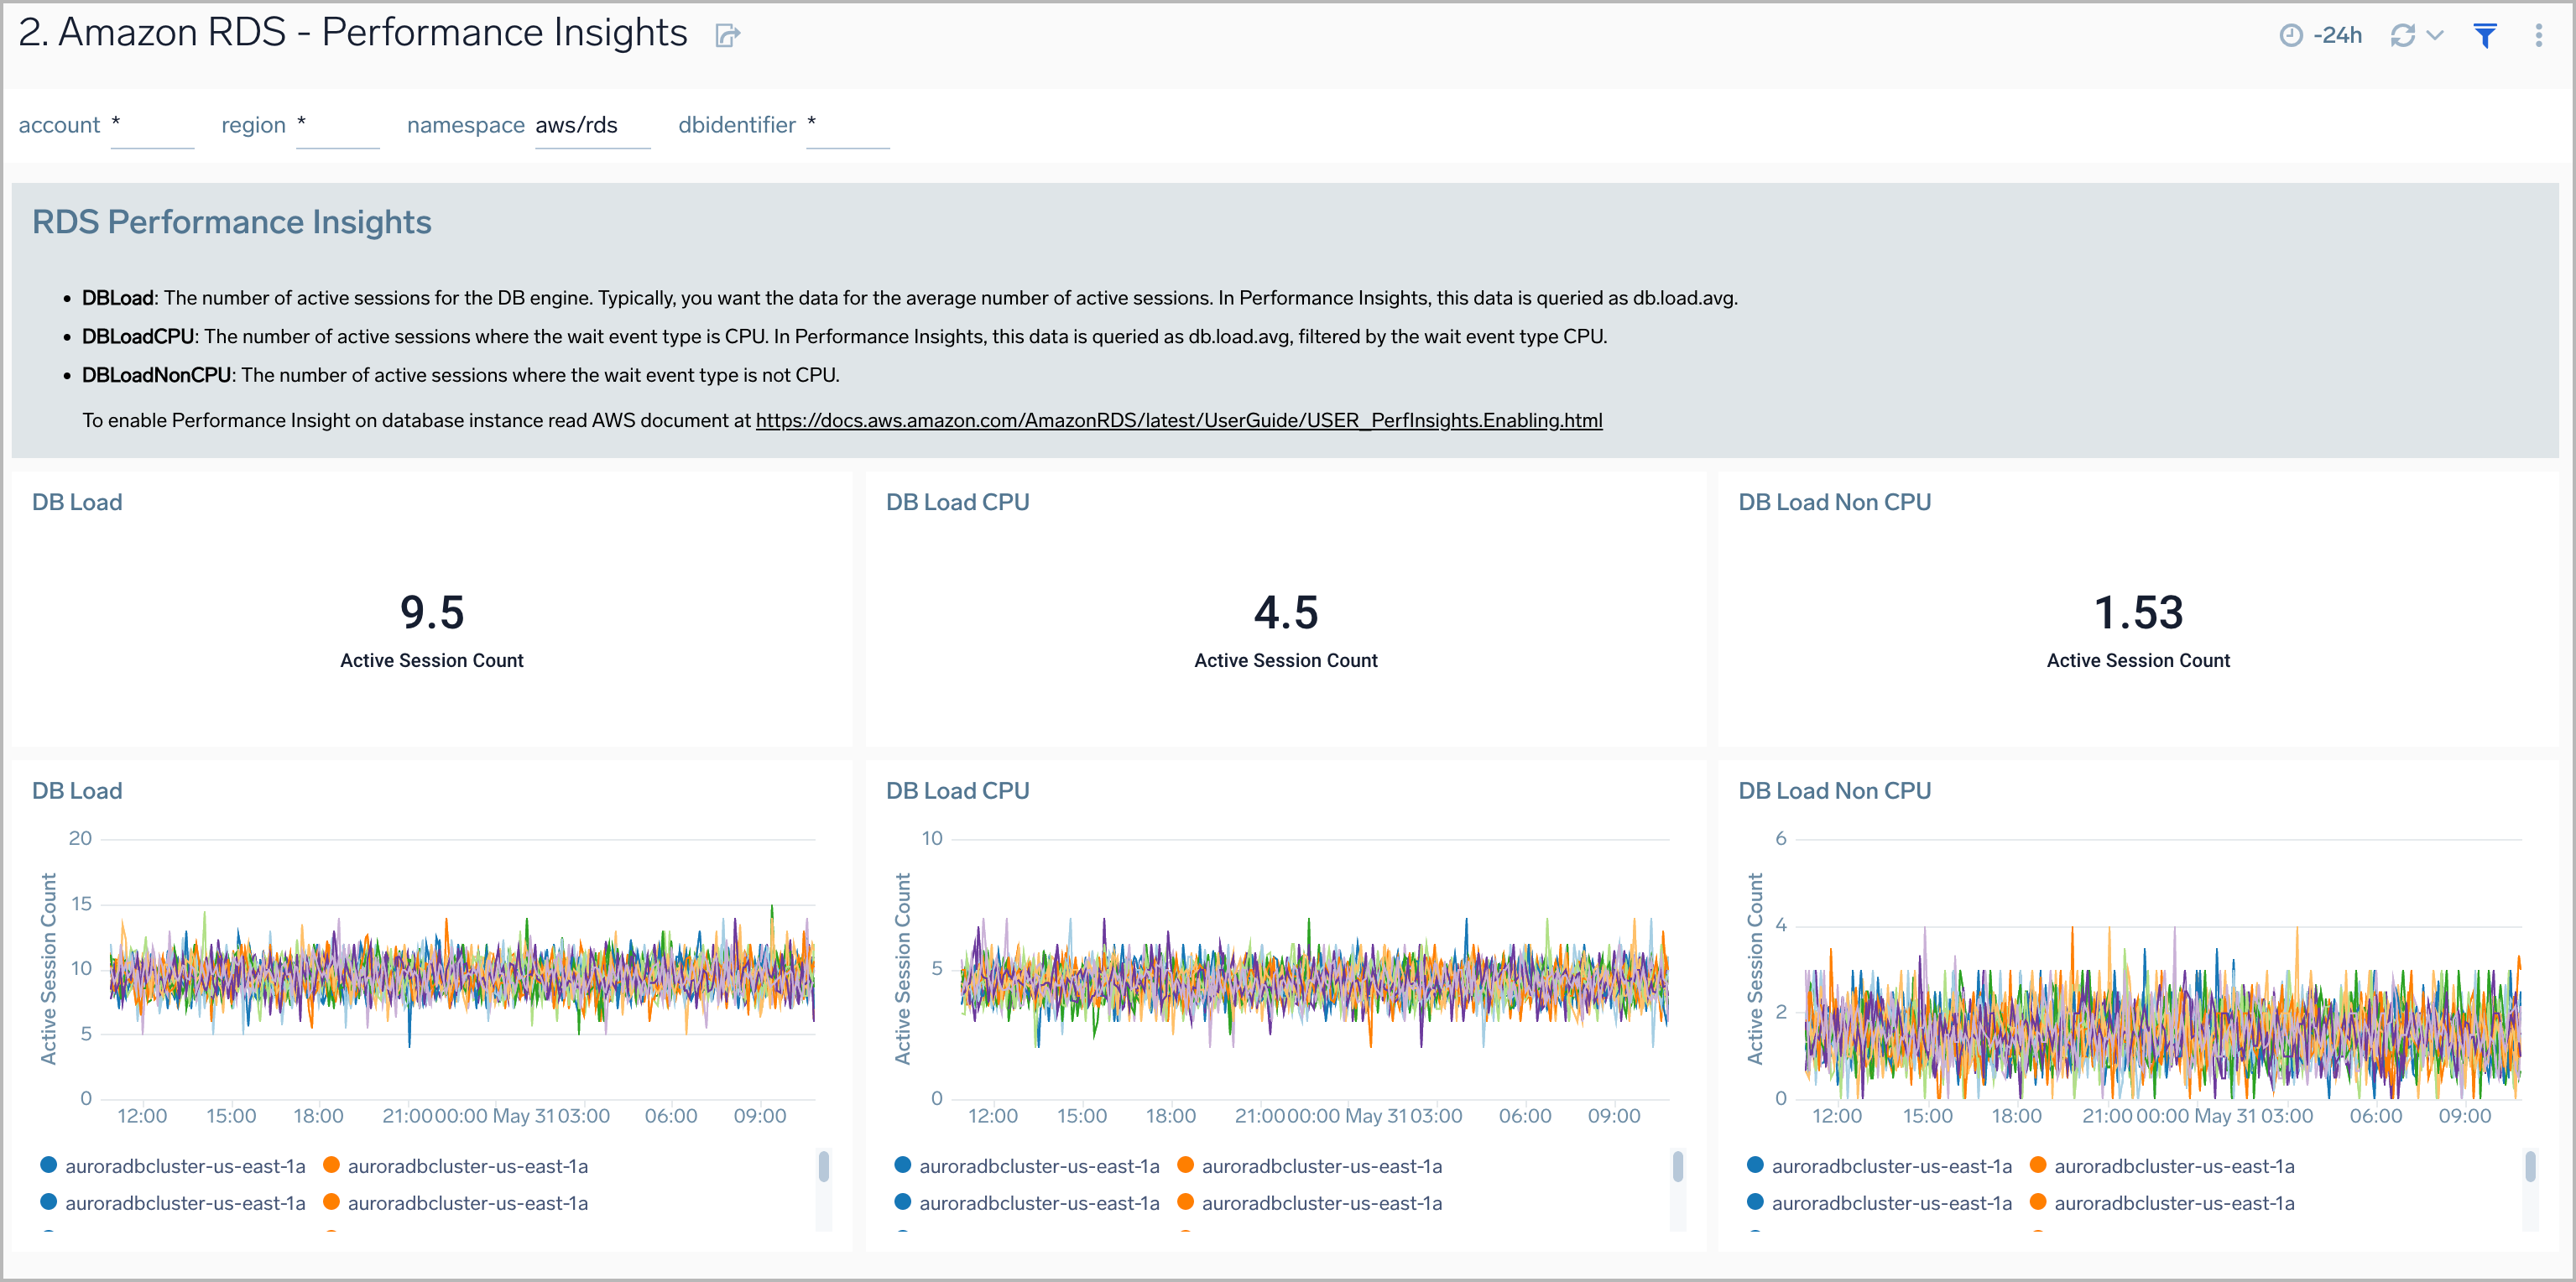 2. Amazon RDS - Performance Insights
-24h
account * region * namespace aws/rds dbidentifier *
RDS Performance Insights
• DBLoad: The number of active sessions for the DB engine. Typically, you want the data for the average number of active sessions. In Performance Insights, this data is queried as db.load.avg.
• DBLoadCPU: The number of active sessions where the wait event type is CPU. In Performance Insights, this data is queried as db.load.avg, filtered by the wait event type CPU.
• DBLoadNonCPU: The number of active sessions where the wait event type is not CPU.
To enable Performance Insight on database instance read AWS document at https://docs.aws.amazon.com/AmazonRDS/latest/UserGuide/USER_PerfInsights.Enabling.html
DB Load
9.5
Active Session Count
DB Load CPU
4.5
Active Session Count
DB Load Non CPU
1.53
Active Session Count
DB Load
Active Session Count
20
15
10
5
0
12:00 15:00 18:00 21:00 00:00 May 31 03:00 06:00 09:00
auroradbcluster-us-east-1a auroradbcluster-us-east-1a
auroradbcluster-us-east-1a auroradbcluster-us-east-1a
DB Load CPU
Active Session Count
10
5
0
12:00 15:00 18:00 21:00 00:00 May 31 03:00 06:00 09:00
auroradbcluster-us-east-1a auroradbcluster-us-east-1a
auroradbcluster-us-east-1a auroradbcluster-us-east-1a
DB Load Non CPU
Active Session Count
6
4
2
0
12:00 15:00 18:00 21:00 00:00 May 31 03:00 06:00 09:00
auroradbcluster-us-east-1a auroradbcluster-us-east-1a
auroradbcluster-us-east-1a auroradbcluster-us-east-1a